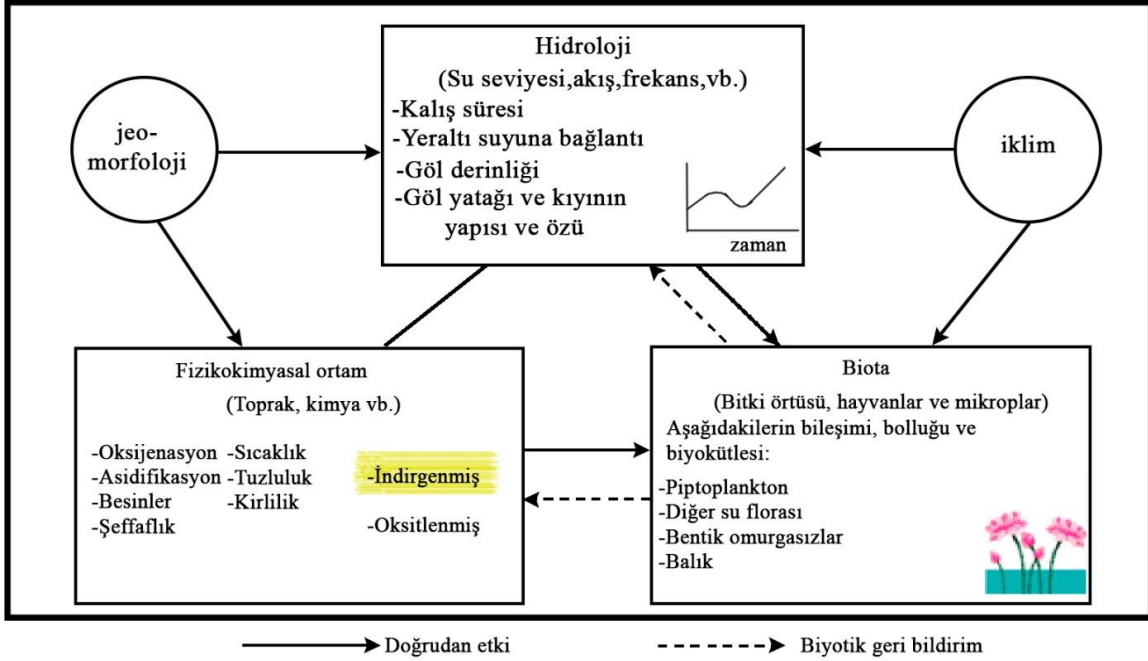 Hidroloji
(Su seviyesi,akış,frekans,vb.)
-Kalış süresi
-Yeraltı suyuna bağlantı
-Göl derinliği
-Göl yatağı ve kıyının
yapısı ve özü
zaman
jeo-
morfoloji
iklim
Fizikokimyasal ortam
(Toprak, kimya vb.)
-Oksijenasyon
-Asidifikasyon
-Besinler
-Şeffaflık
-Sıcaklık
-Tuzluluk
-Kirlilik
-İndirgenmiş
-Oksitlenmiş
Biota
(Bitki örtüsü, hayvanlar ve mikroplar)
Aşağıdakilerin bileşimi, bolluğu ve
biyokütlesi:
-Piptoplankton
-Diğer su florası
-Bentik omurgasızlar
-Balık
Doğrudan etki
Biyotik geri bildirim